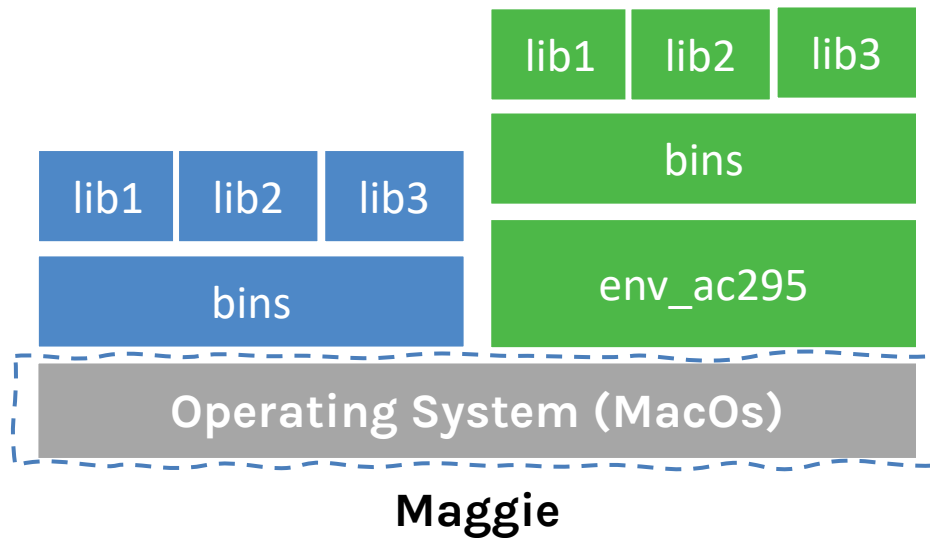 lib1 lib2 lib3
bins
lib1 lib2 lib3
bins
env_ac295
Operating System (MacOs)
Maggie